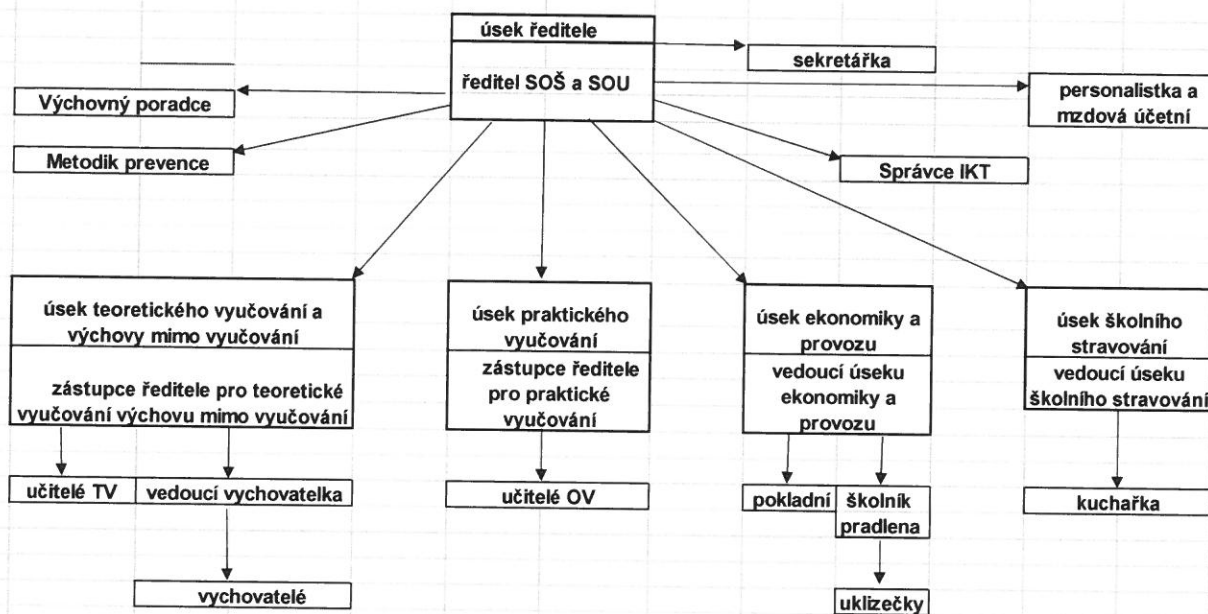 úsek ředitele
ředitel SOŠ a SOU
sekretářka
personalistka a
mzdová účetní
Výchovný poradce
Metodik prevence
Správce IKT
úsek teoretického vyučování a
výchovy mimo vyučování
zástupce ředitele pro teoretické
vyučování výchovu mimo vyučování
úsek praktického
vyučování
zástupce ředitele
pro praktické
vyučování
úsek ekonomiky a
provozu
vedoucí úseku
ekonomiky a
provozu
úsek školního
stravování
vedoucí úseku
školního stravování
učitelé TV
vedoucí vychovatelka
učitelé OV
pokladní
školník
pradlena
kuchařka
vychovatelé
uklizečky